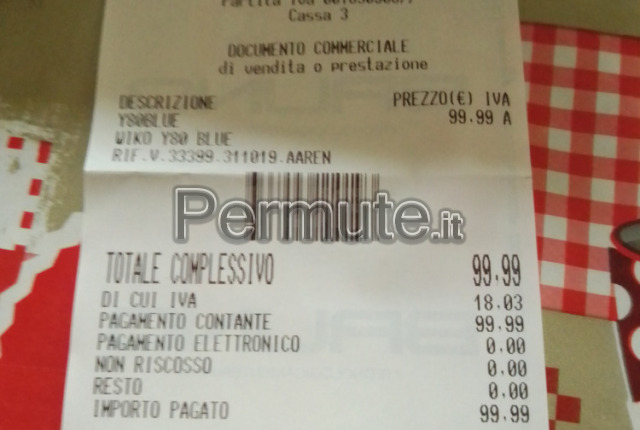 Cassa 3
DOCUMENTO COMMERCIALE
di vendita o prestazione
DESCRIZIONE PREZZO(€) IVA
Y80BLUE 99.99 A
WIKO Y80 BLUE
RIF.V.33399.311019.AAREN
Permute.it
TOTALE COMPLESSIVO 99.99
DI CUI IVA 18.03
PAGAMENTO CONTANTE 99.99
PAGAMENTO ELETTRONICO 0.00
NON RISCOSSO 0.00
RESTO 0.00
IMPORTO PAGATO 99.99